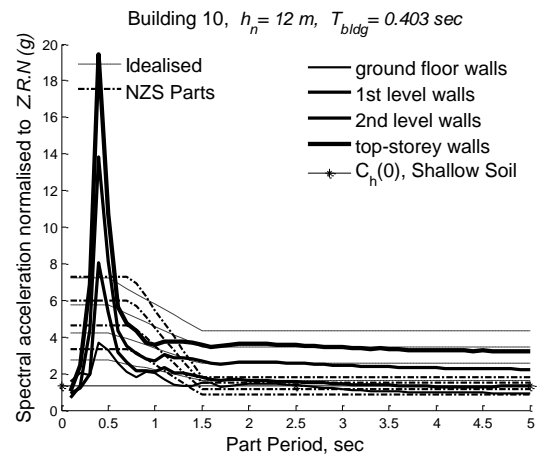 Building 10, h_n= 12 m, T_bldg= 0.403 sec
Spectral acceleration normalised to Z.R.N (g)
20
18
16
14
12
10
8
6
4
2
0
Idealised
NZS Parts
ground floor walls
1st level walls
2nd level walls
top-storey walls
C_h(0), Shallow Soil
0 0.5 1 1.5 2 2.5 3 3.5 4 4.5 5
Part Period, sec